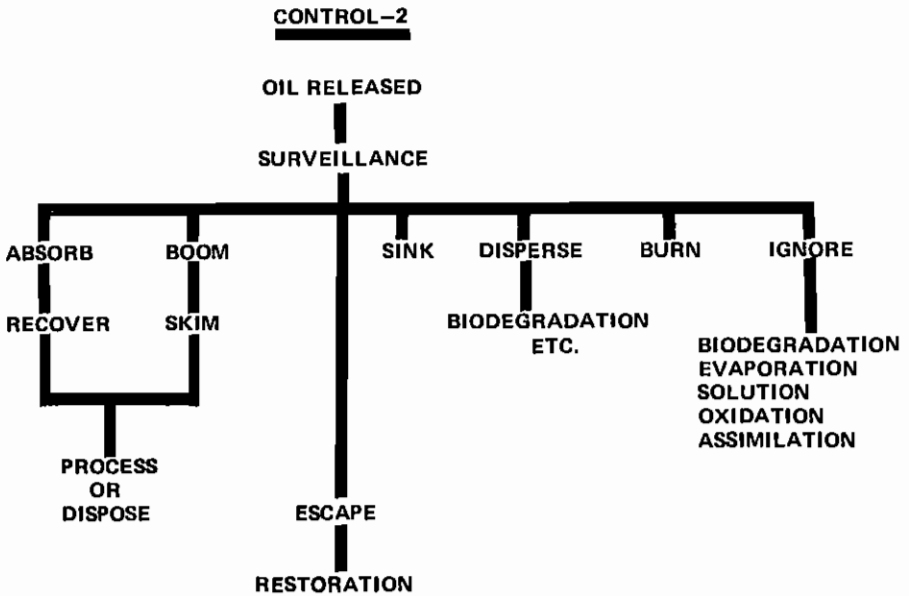 CONTROL–2
OIL RELEASED
SURVEILLANCE
ABSORB BOOM SINK DISPERSE BURN IGNORE
RECOVER SKIM BIODEGRADATION
ETC.
BIODEGRADATION
EVAPORATION
SOLUTION
OXIDATION
ASSIMILATION
PROCESS
OR
DISPOSE
ESCAPE
RESTORATION